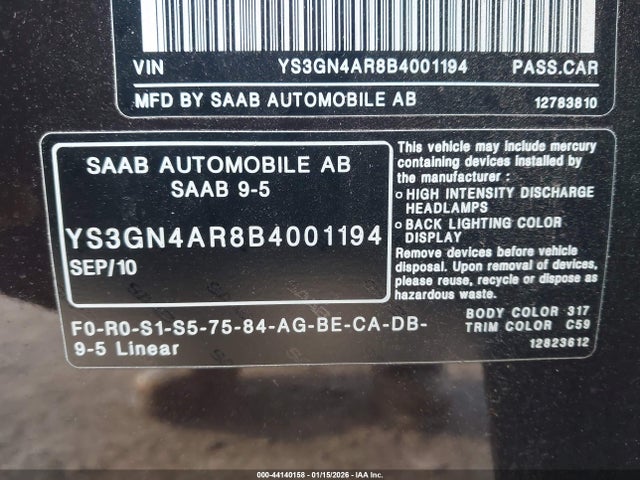 VIN YS3GN4AR8B4001194 PASS.CAR
MFD BY SAAB AUTOMOBILE AB 12783810
SAAB AUTOMOBILE AB
SAAB 9-5
YS3GN4AR8B4001194
SEP/10
F0-R0-S1-S5-75-84-AG-BE-CA-DB-
9-5 Linear
This vehicle may include mercury
containing devices installed by
the manufacturer:
o HIGH INTENSITY DISCHARGE
HEADLAMPS
o BACK LIGHTING COLOR
DISPLAY
Remove devices before vehicle
disposal. Upon removal of devices,
please reuse, recycle or dispose as
hazardous waste.
BODY COLOR 317
TRIM COLOR C59
12823612
000-44140158 - 01/15/2026 - IAA Inc.